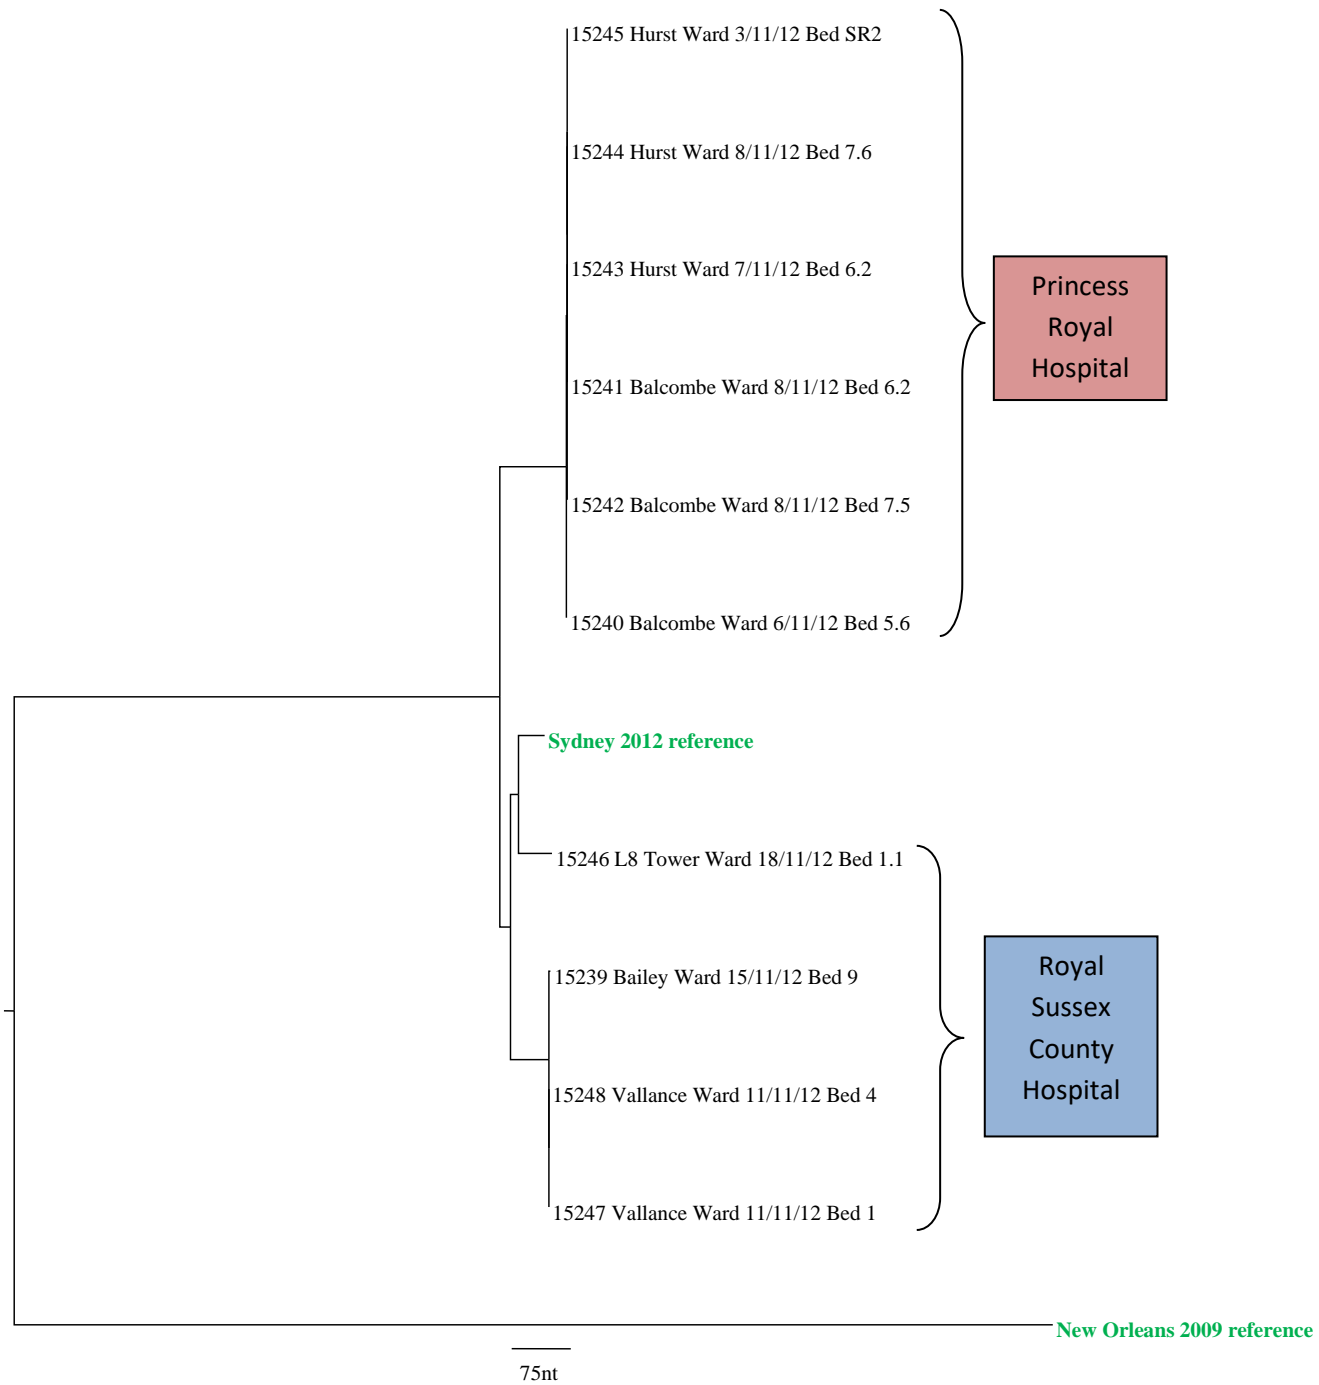 15245 Hurst Ward 3/11/12 Bed SR2
15244 Hurst Ward 8/11/12 Bed 7.6
15243 Hurst Ward 7/11/12 Bed 6.2
Princess
Royal
Hospital
15241 Balcombe Ward 8/11/12 Bed 6.2
15242 Balcombe Ward 8/11/12 Bed 7.5
15240 Balcombe Ward 6/11/12 Bed 5.6
Sydney 2012 reference
15246 L8 Tower Ward 18/11/12 Bed 1.1
15239 Bailey Ward 15/11/12 Bed 9
Royal
Sussex
County
Hospital
15248 Vallance Ward 11/11/12 Bed 4
15247 Vallance Ward 11/11/12 Bed 1
New Orleans 2009 reference
75nt